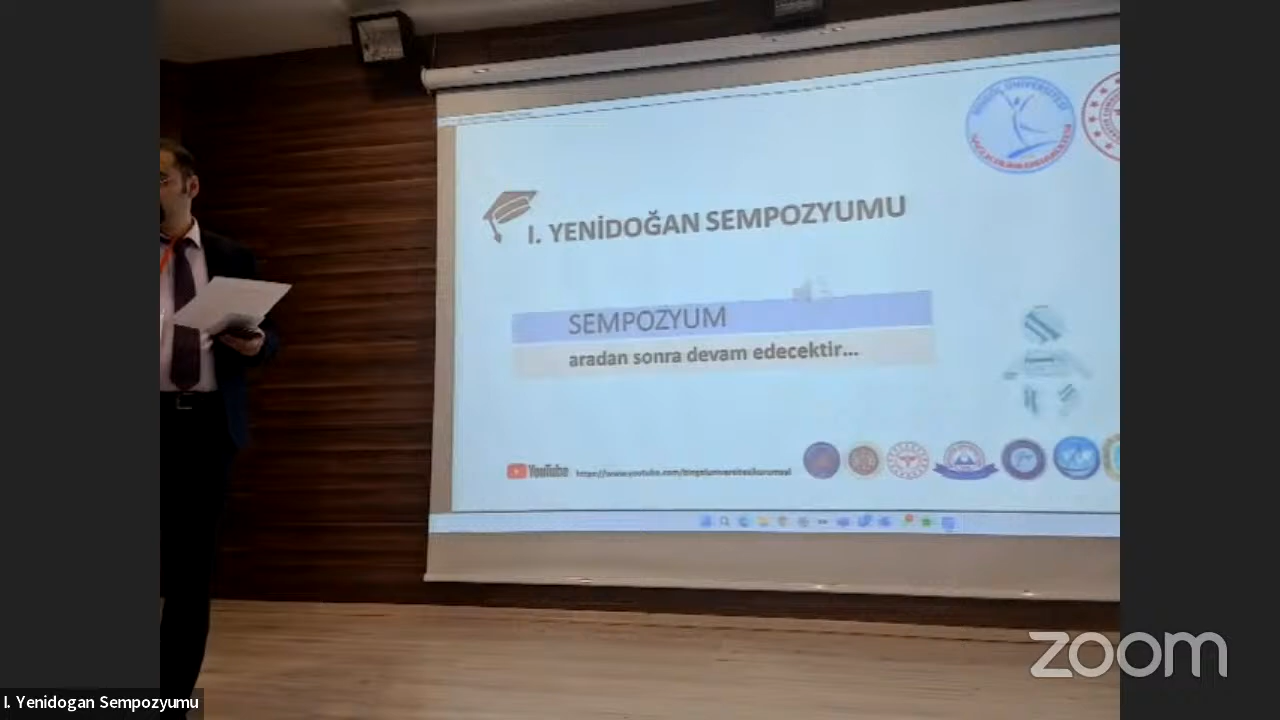 I. YENİDOĞAN SEMPOZYUMU
SEMPOZYUM
aradan sonra devam edecektir...
YouTube
zoom
I. Yenidogan Sempozyumu